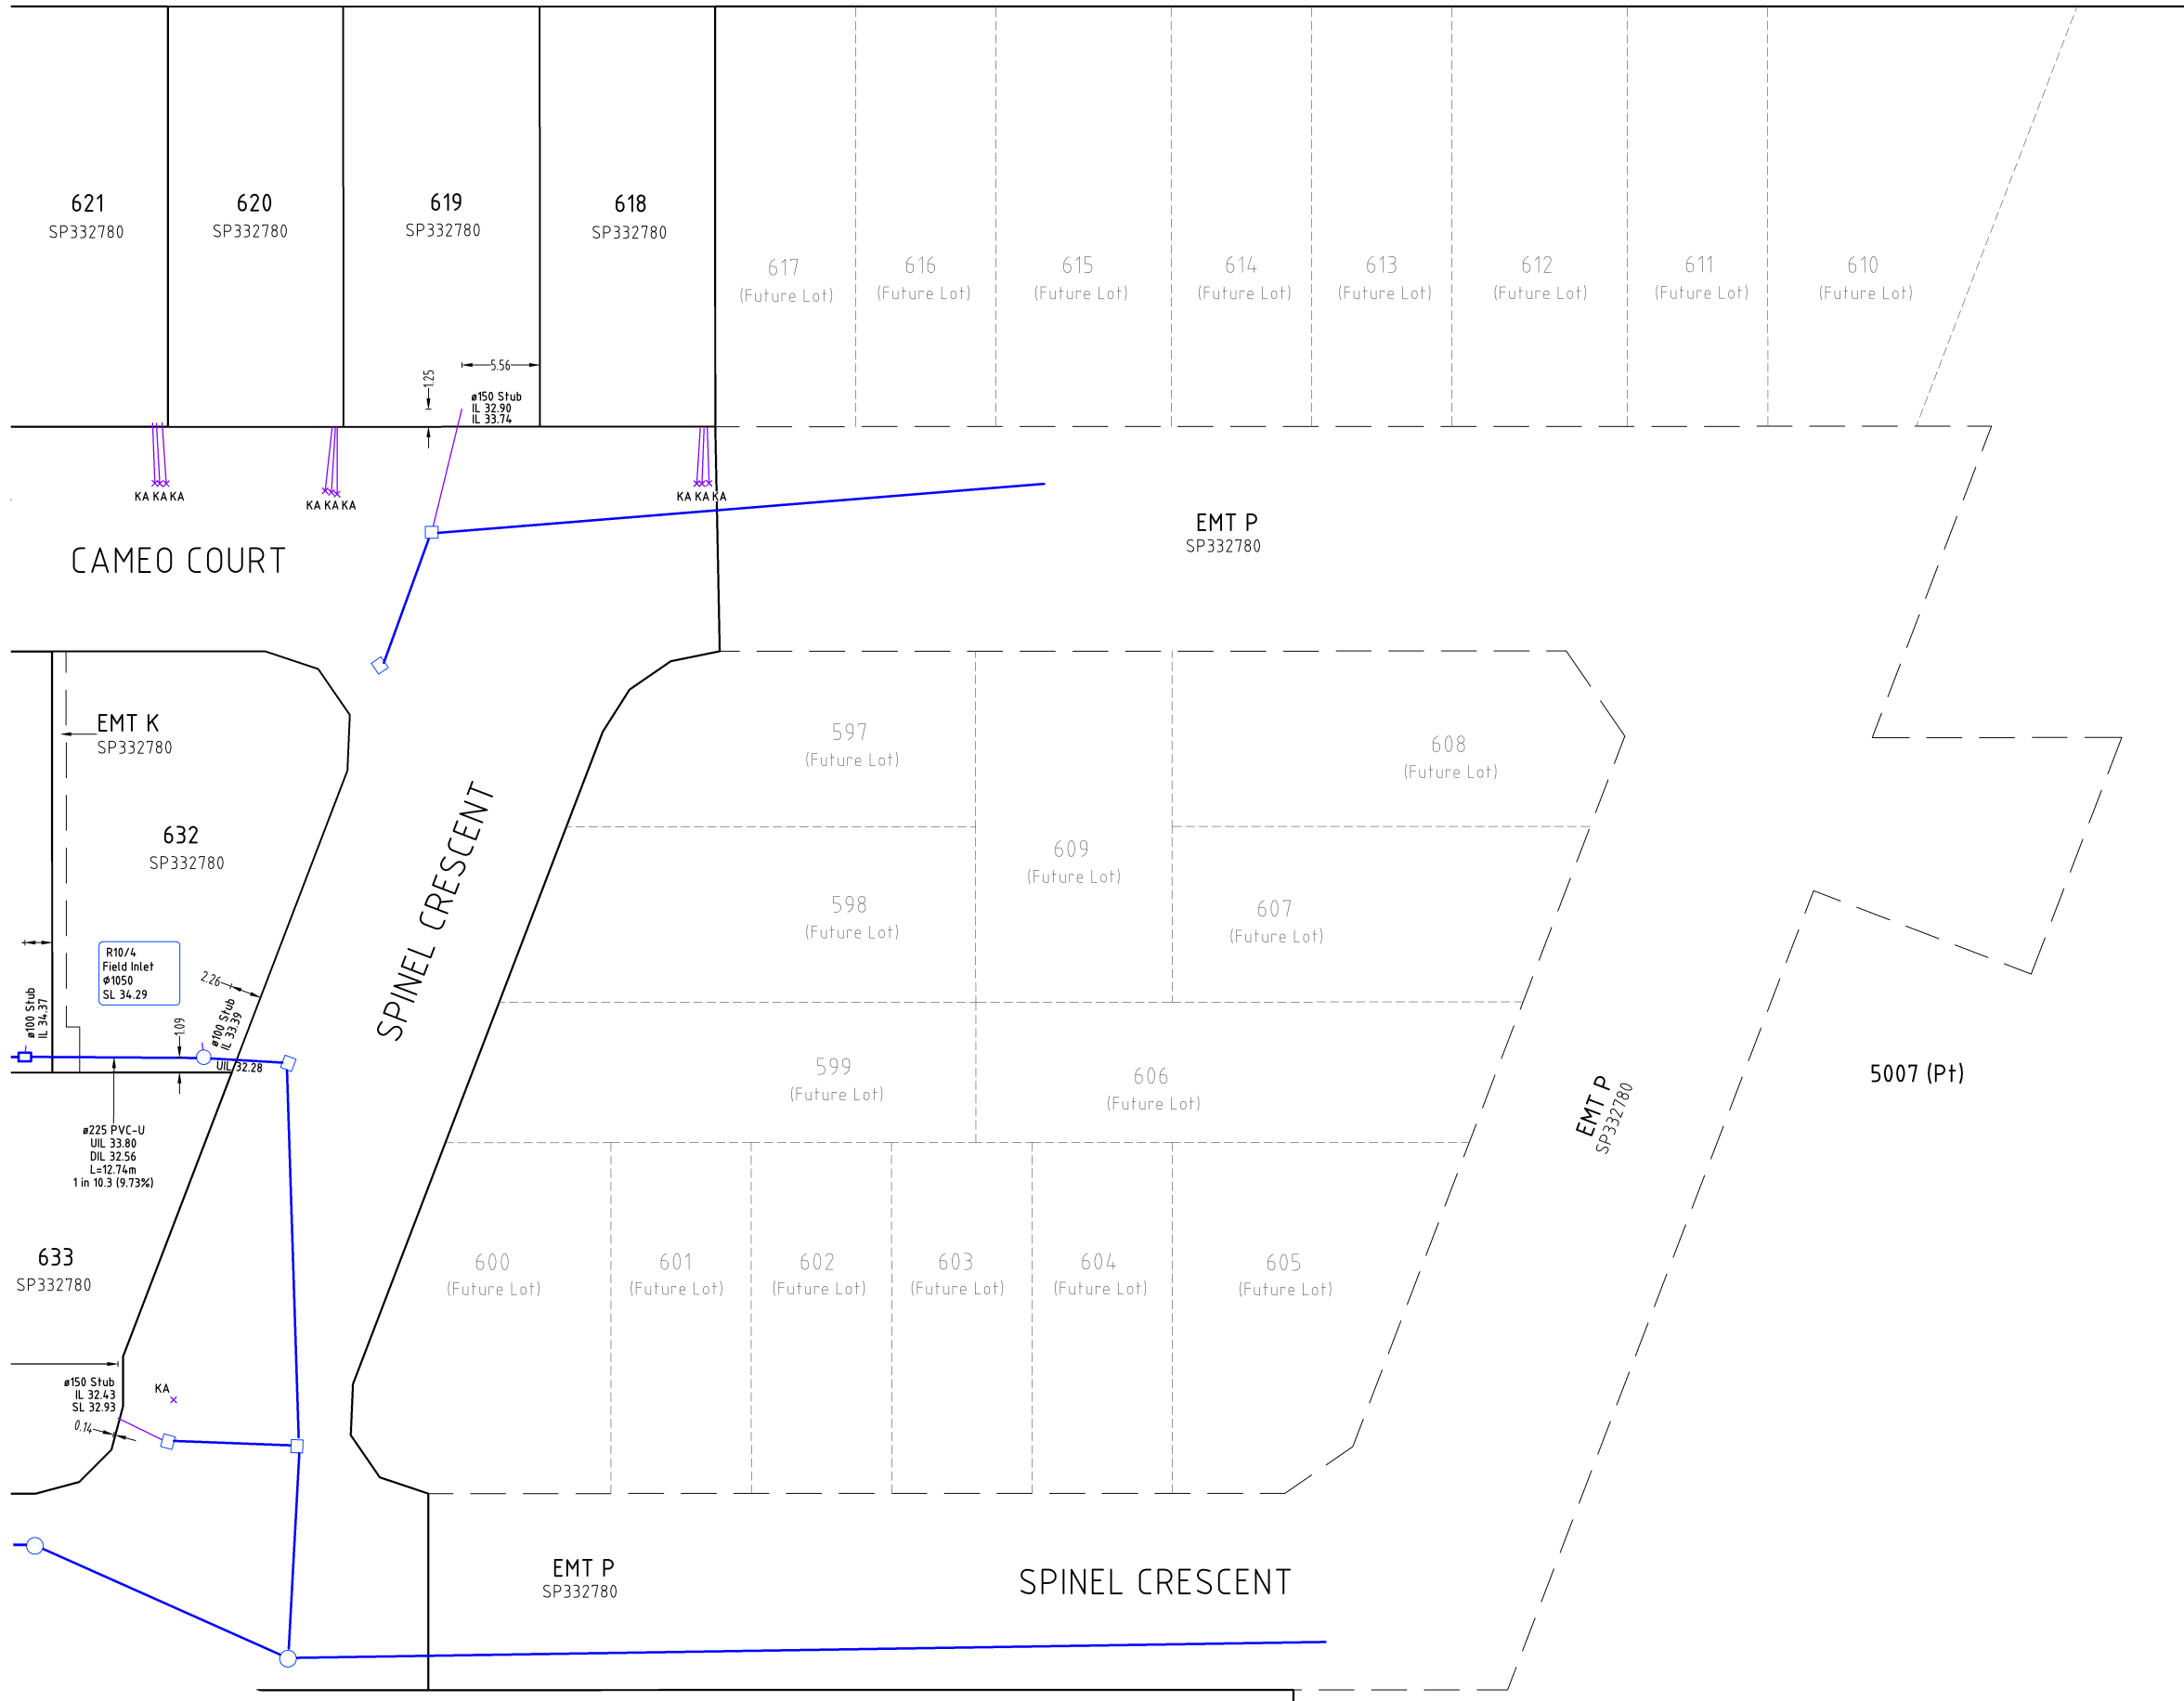 621
SP332780
620
SP332780
619
SP332780
618
SP332780
617
(Future Lot)
616
(Future Lot)
615
(Future Lot)
614
(Future Lot)
613
(Future Lot)
612
(Future Lot)
611
(Future Lot)
610
(Future Lot)
5.56
1.25
ø150 Stub
IL 32.90
IL 33.74
KA KA KA
KA KA KA
KA KA KA
CAMEO COURT
EMT P
SP332780
EMT K
SP332780
632
SP332780
SPINEL CRESCENT
597
(Future Lot)
608
(Future Lot)
609
(Future Lot)
598
(Future Lot)
607
(Future Lot)
R10/4
Field Inlet
ø1050
SL 34.29
2.26
ø100 Stub
IL 34.37
1.09
ø100 Stub
IL 33.39
UIL 32.28
599
(Future Lot)
606
(Future Lot)
EMT P
SP332780
5007 (Pt)
ø225 PVC-U
UIL 33.80
DIL 32.56
L=12.74m
1 in 10.3 (9.73%)
633
SP332780
600
(Future Lot)
601
(Future Lot)
602
(Future Lot)
603
(Future Lot)
604
(Future Lot)
605
(Future Lot)
ø150 Stub
IL 32.43
SL 32.93
KA
0.14
EMT P
SP332780
SPINEL CRESCENT